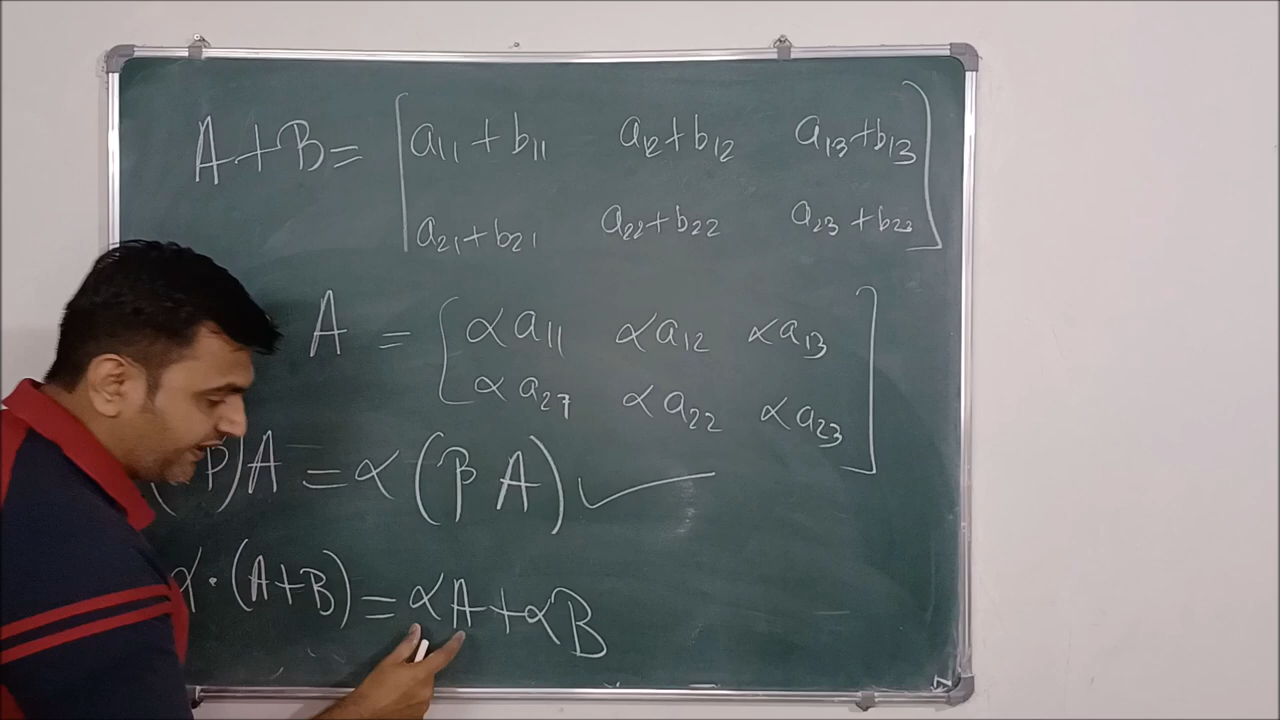 A+B= [ a11+b11 a12+b12 a13+b13
a21+b21 a22+b22 a23+b23 ]
A = [ αa11 αa12 αa13
αa21 αa22 αa23 ]
β)A = α(βA) ✓
α·(A+B) = αA+αB